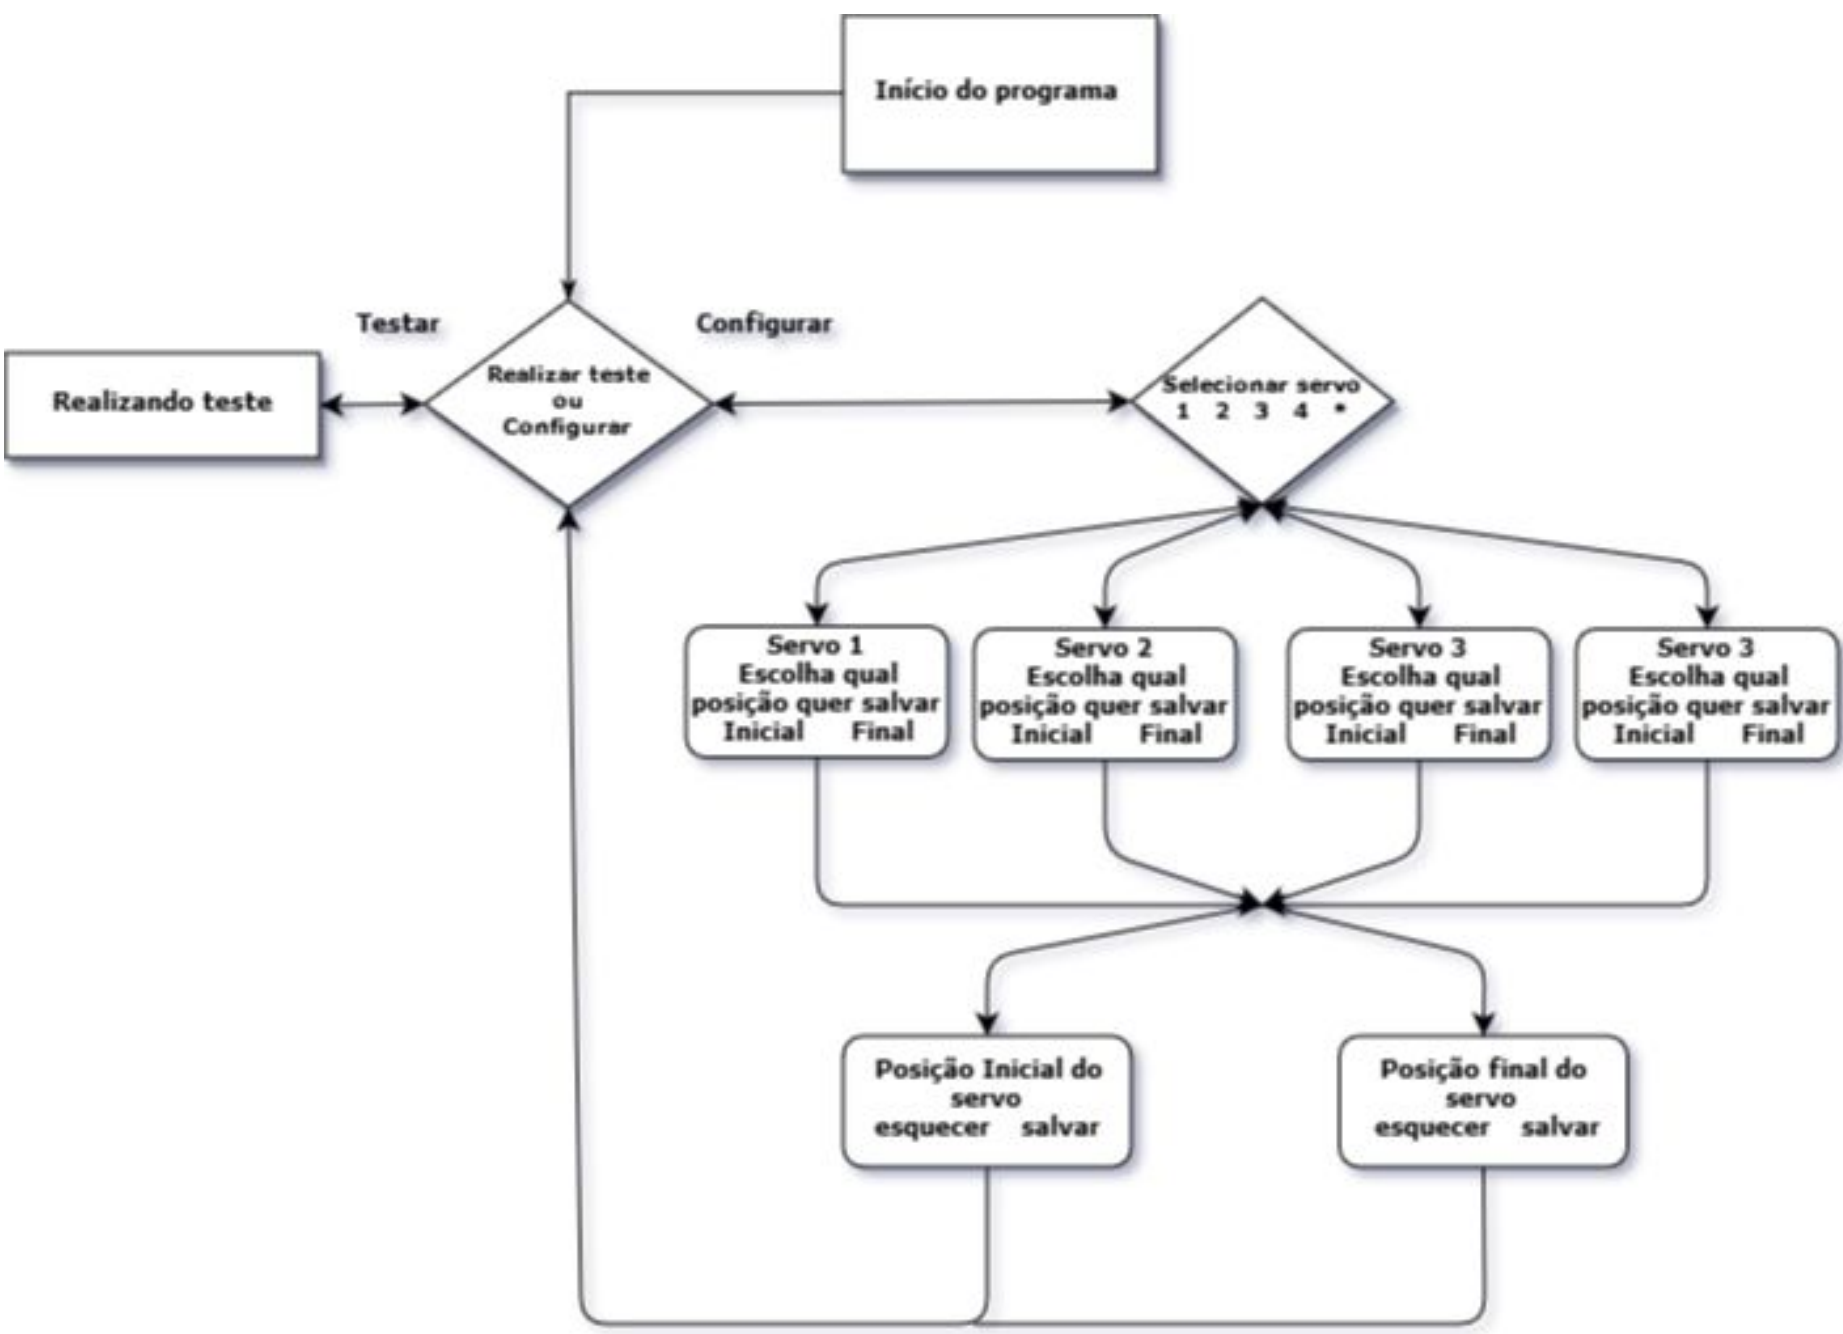 Início do programa
Testar
Configurar
Realizando teste
Realizar teste
ou
Configurar
Selecionar servo
1 2 3 4 *
Servo 1
Escolha qual
posição quer salvar
Inicial Final
Servo 2
Escolha qual
posição quer salvar
Inicial Final
Servo 3
Escolha qual
posição quer salvar
Inicial Final
Servo 3
Escolha qual
posição quer salvar
Inicial Final
Posição Inicial do
servo
esquecer salvar
Posição final do
servo
esquecer salvar